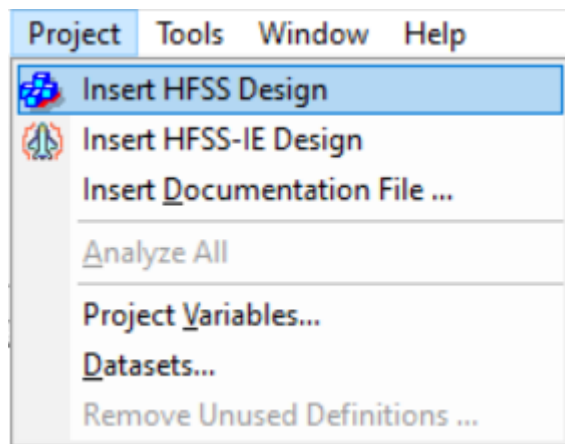 Project Tools Window Help
Insert HFSS Design
Insert HFSS-IE Design
Insert Documentation File ...
Analyze All
Project Variables...
Datasets...
Remove Unused Definitions ...